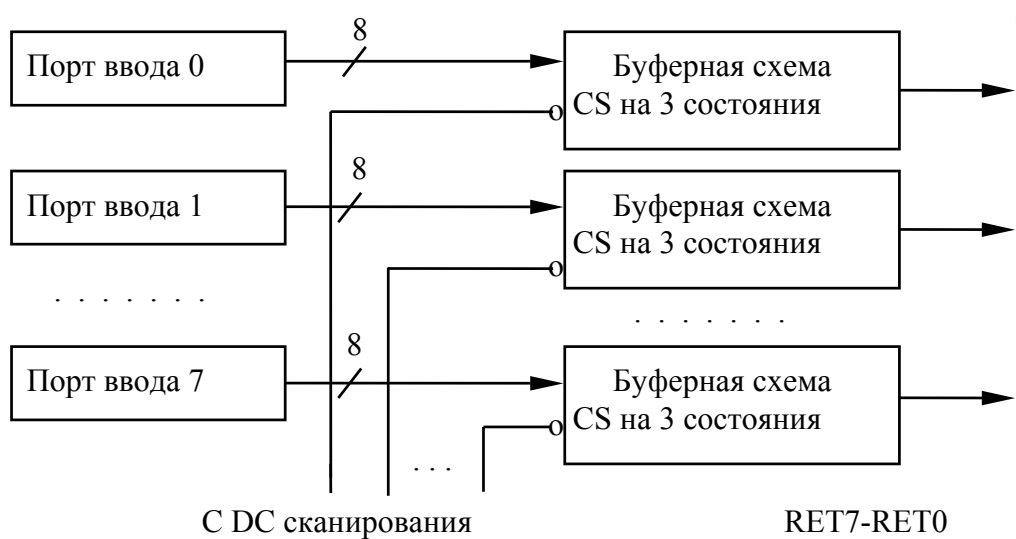 8
Порт ввода 0
Буферная схема
CS на 3 состояния
8
Порт ввода 1
Буферная схема
CS на 3 состояния
. . . . . . .
. . . . . . .
8
Порт ввода 7
Буферная схема
CS на 3 состояния
. . .
С DC сканирования
RET7-RET0